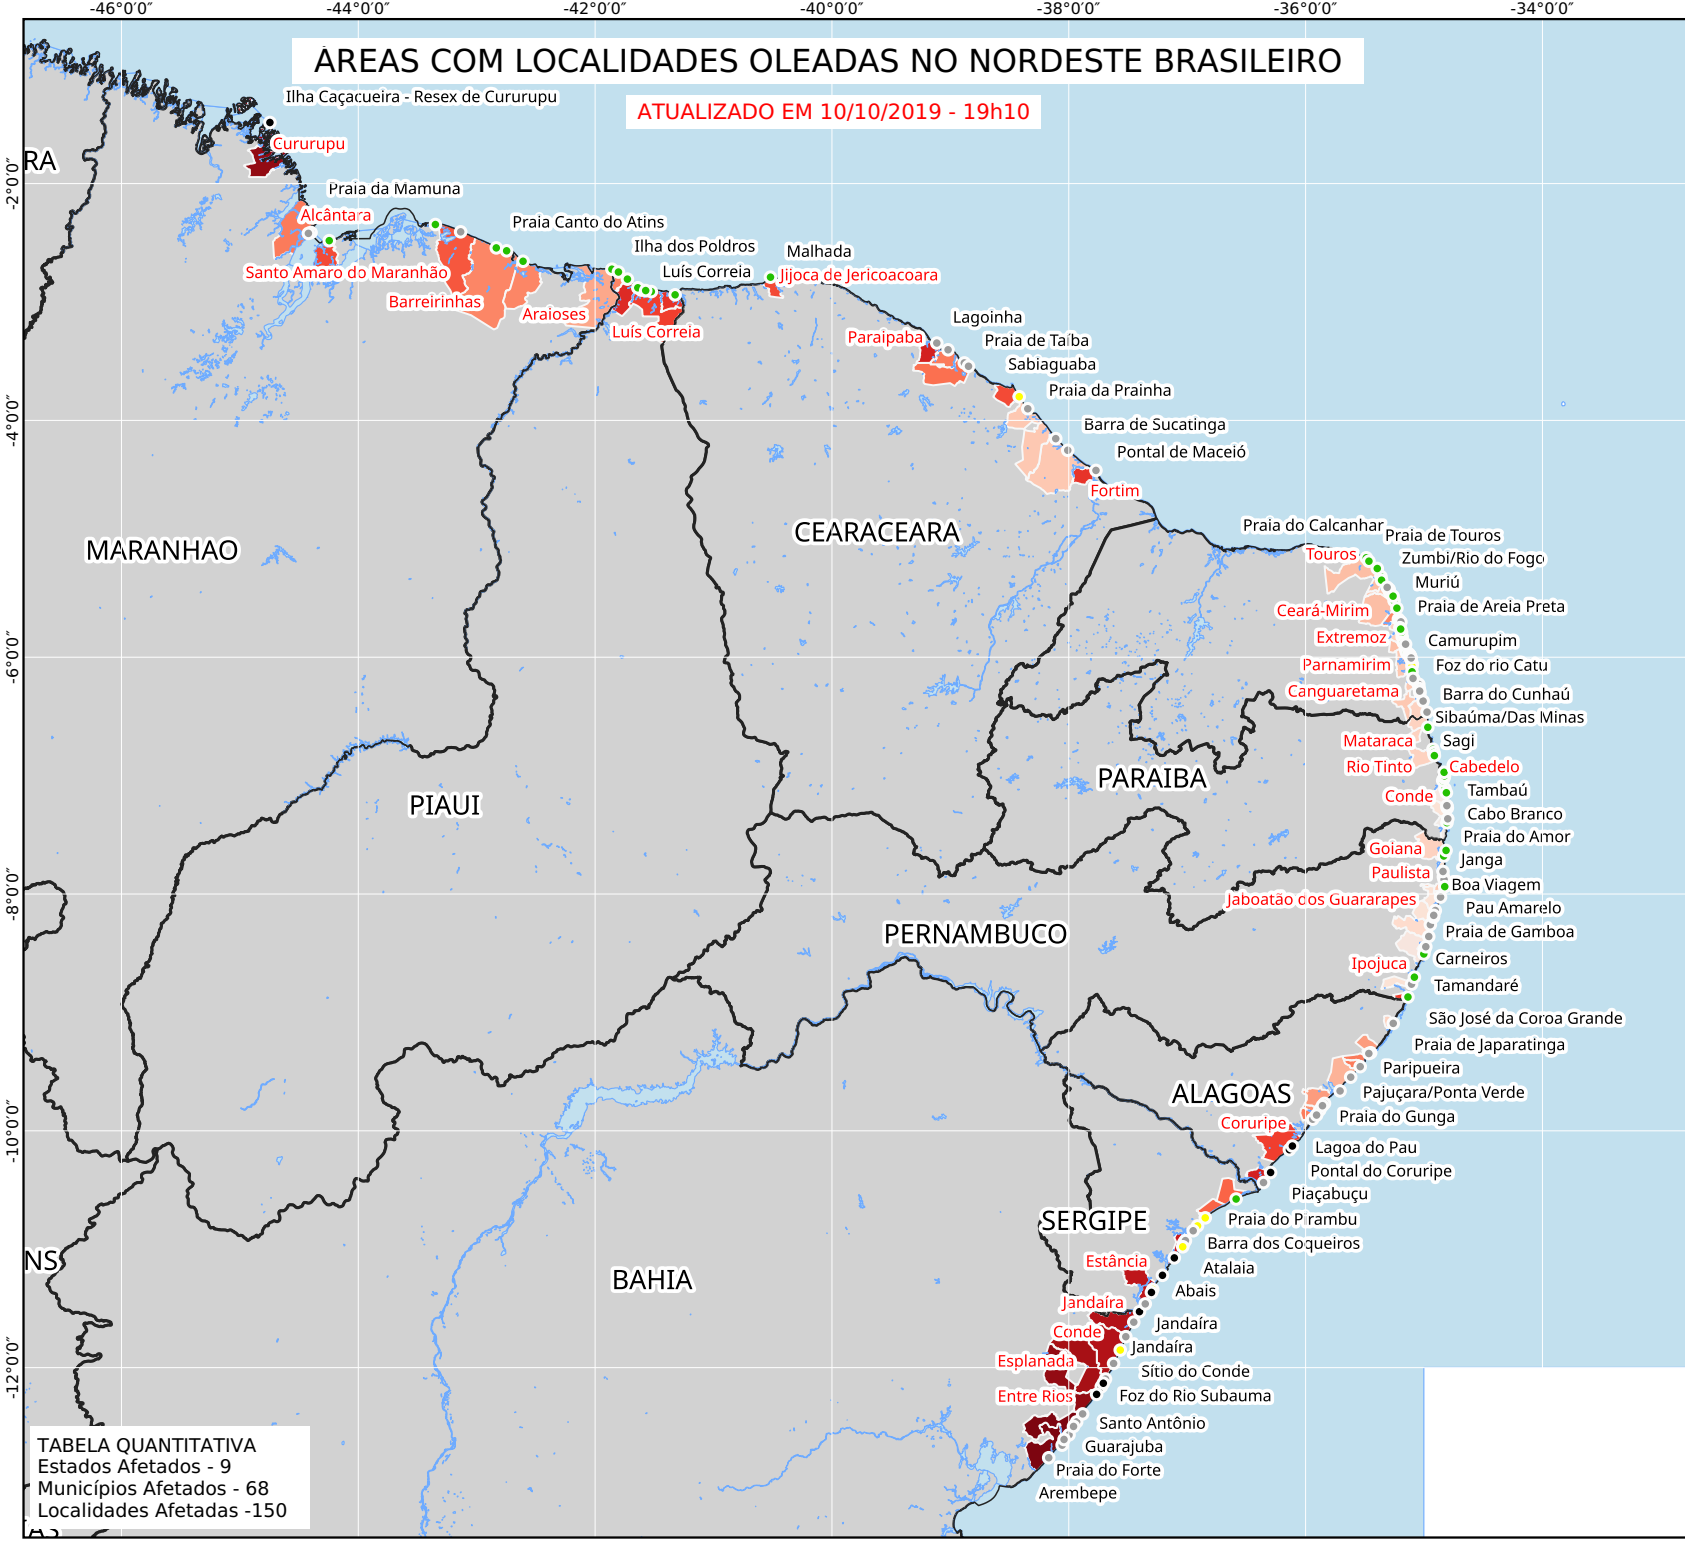 -46°0'0″
-44°0'0″
-42°0'0″
-40°0'0″
-38°0'0″
-36°0'0″
-34°0'0″
ÁREAS COM LOCALIDADES OLEADAS NO NORDESTE BRASILEIRO
ATUALIZADO EM 10/10/2019 - 19h10
Ilha Caçacueira - Resex de Cururupu
Cururupu
RA
-2°0'0″
Praia da Mamuna
Alcântara
Praia Canto do Atins
Ilha dos Poldros
Malhada
Santo Amaro do Maranhão
Luís Correia
Jijoca de Jericoacoara
Barreirinhas
Araioses
Luís Correia
Lagoinha
Paraipaba
Praia de Taíba
Sabiaguaba
Praia da Prainha
-4°0'0″
Barra de Sucatinga
Pontal de Maceió
Fortim
CEARACEARA
MARANHAO
Praia do Calcanhar
Praia de Touros
Touros
Zumbi/Rio do Fogo
Muriú
Ceará-Mirim
Praia de Areia Preta
Extremoz
Camurupim
-6°0'0″
Parnamirim
Foz do rio Catu
Canguaretama
Barra do Cunhaú
Sibaúma/Das Minas
Mataraca
Sagi
Rio Tinto
Cabedelo
PARAIBA
Conde
Tambaú
PIAUI
Cabo Branco
Praia do Amor
Goiana
Janga
Paulista
-8°0'0″
Boa Viagem
Jaboatão dos Guararapes
Pau Amarelo
PERNAMBUCO
Praia de Gamboa
Ipojuca
Carneiros
Tamandaré
São José da Coroa Grande
Praia de Japaratinga
Paripueira
ALAGOAS
Pajuçara/Ponta Verde
-10°0'0″
Coruripe
Praia do Gunga
Lagoa do Pau
Pontal do Coruripe
Piaçabuçu
SERGIPE
Praia do Pirambu
Barra dos Coqueiros
NS
Estância
Atalaia
BAHIA
Abais
Jandaíra
Jandaíra
Conde
Jandaíra
-12°0'0″
Esplanada
Sítio do Conde
Entre Rios
Foz do Rio Subauma
Santo Antônio
Guarajuba
Praia do Forte
Arembepe
TABELA QUANTITATIVA
Estados Afetados - 9
Municípios Afetados - 68
Localidades Afetadas -150
AS